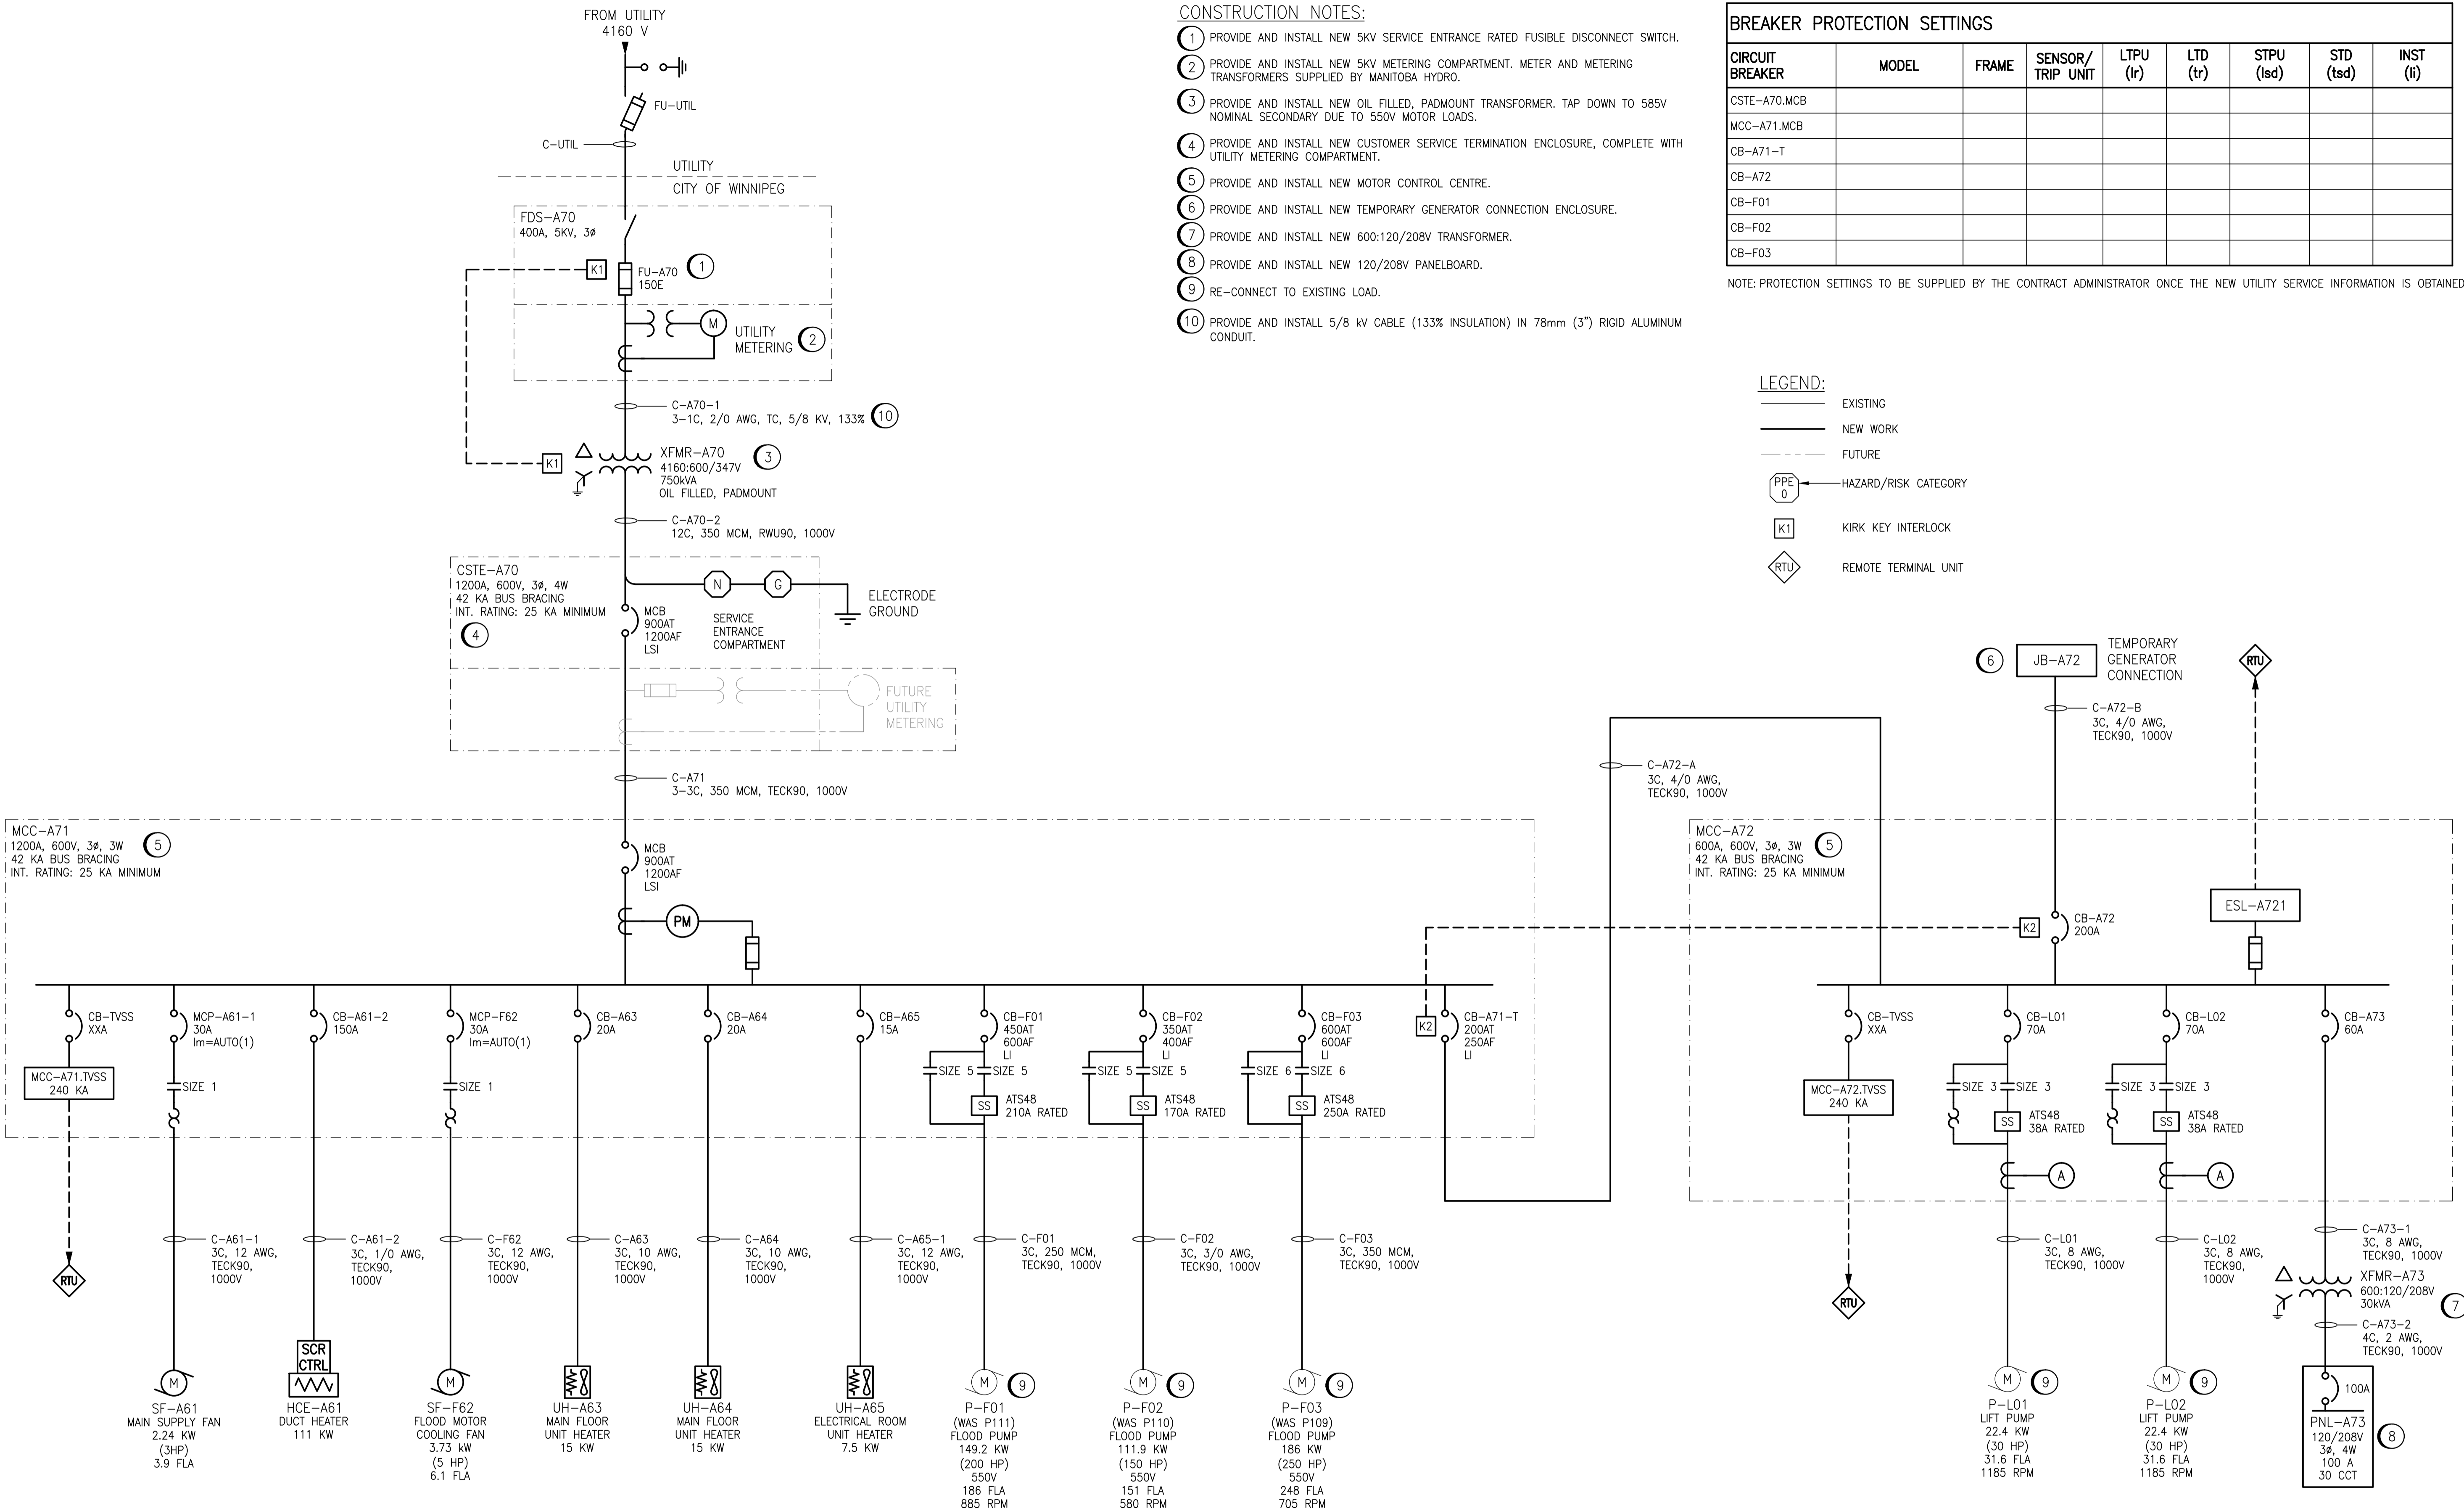 FROM UTILITY
4160 V
FU-UTIL
C-UTIL
UTILITY
CITY OF WINNIPEG
FDS-A70
400A, 5KV, 3ø
K1
FU-A70
150E
1
M
UTILITY
METERING
2
C-A70-1
3-1C, 2/0 AWG, TC, 5/8 KV, 133%
10
K1
XFMR-A70
4160:600/347V
750kVA
OIL FILLED, PADMOUNT
3
C-A70-2
12C, 350 MCM, RWU90, 1000V
CSTE-A70
1200A, 600V, 3ø, 4W
42 KA BUS BRACING
INT. RATING: 25 KA MINIMUM
4
N
G
ELECTRODE
GROUND
MCB
900AT
1200AF
LSI
SERVICE
ENTRANCE
COMPARTMENT
FUTURE
UTILITY
METERING
C-A71
3-3C, 350 MCM, TECK90, 1000V
CONSTRUCTION NOTES:
1 PROVIDE AND INSTALL NEW 5KV SERVICE ENTRANCE RATED FUSIBLE DISCONNECT SWITCH.
2 PROVIDE AND INSTALL NEW 5KV METERING COMPARTMENT. METER AND METERING
TRANSFORMERS SUPPLIED BY MANITOBA HYDRO.
3 PROVIDE AND INSTALL NEW OIL FILLED, PADMOUNT TRANSFORMER. TAP DOWN TO 585V
NOMINAL SECONDARY DUE TO 550V MOTOR LOADS.
4 PROVIDE AND INSTALL NEW CUSTOMER SERVICE TERMINATION ENCLOSURE, COMPLETE WITH
UTILITY METERING COMPARTMENT.
5 PROVIDE AND INSTALL NEW MOTOR CONTROL CENTRE.
6 PROVIDE AND INSTALL NEW TEMPORARY GENERATOR CONNECTION ENCLOSURE.
7 PROVIDE AND INSTALL NEW 600:120/208V TRANSFORMER.
8 PROVIDE AND INSTALL NEW 120/208V PANELBOARD.
9 RE-CONNECT TO EXISTING LOAD.
10 PROVIDE AND INSTALL 5/8 kV CABLE (133% INSULATION) IN 78mm (3") RIGID ALUMINUM
CONDUIT.
BREAKER PROTECTION SETTINGS
CIRCUIT BREAKER MODEL FRAME SENSOR/ TRIP UNIT LTPU (Ir) LTD (tr) STPU (Isd) STD (tsd) INST (Ii)
CSTE-A70.MCB
MCC-A71.MCB
CB-A71-T
CB-A72
CB-F01
CB-F02
CB-F03
NOTE: PROTECTION SETTINGS TO BE SUPPLIED BY THE CONTRACT ADMINISTRATOR ONCE THE NEW UTILITY SERVICE INFORMATION IS OBTAINED
LEGEND:
EXISTING
NEW WORK
FUTURE
PPE
0
HAZARD/RISK CATEGORY
K1
KIRK KEY INTERLOCK
RTU
REMOTE TERMINAL UNIT
MCC-A71
1200A, 600V, 3ø, 3W
42 KA BUS BRACING
INT. RATING: 25 KA MINIMUM
5
MCB
900AT
1200AF
LSI
PM
CB-TVSS
XXA
MCC-A71.TVSS
240 KA
RTU
MCP-A61-1
30A
Im=AUTO(1)
SIZE 1
C-A61-1
3C, 12 AWG,
TECK90,
1000V
M
SF-A61
MAIN SUPPLY FAN
2.24 KW
(3HP)
3.9 FLA
CB-A61-2
150A
C-A61-2
3C, 1/0 AWG,
TECK90,
1000V
SCR
CTRL
HCE-A61
DUCT HEATER
111 KW
MCP-F62
30A
Im=AUTO(1)
SIZE 1
C-F62
3C, 12 AWG,
TECK90,
1000V
M
SF-F62
FLOOD MOTOR
COOLING FAN
3.73 kW
(5 HP)
6.1 FLA
CB-A63
20A
C-A63
3C, 10 AWG,
TECK90,
1000V
UH-A63
MAIN FLOOR
UNIT HEATER
15 KW
CB-A64
20A
C-A64
3C, 10 AWG,
TECK90,
1000V
UH-A64
MAIN FLOOR
UNIT HEATER
15 KW
CB-A65
15A
C-A65-1
3C, 12 AWG,
TECK90,
1000V
UH-A65
ELECTRICAL ROOM
UNIT HEATER
7.5 KW
CB-F01
450AT
600AF
LI
SIZE 5
SIZE 5
SS
ATS48
210A RATED
C-F01
3C, 250 MCM,
TECK90, 1000V
M
9
P-F01
(WAS P111)
FLOOD PUMP
149.2 KW
(200 HP)
550V
186 FLA
885 RPM
CB-F02
350AT
400AF
LI
SIZE 5
SIZE 5
SS
ATS48
170A RATED
C-F02
3C, 3/0 AWG,
TECK90, 1000V
M
9
P-F02
(WAS P110)
FLOOD PUMP
111.9 KW
(150 HP)
550V
151 FLA
580 RPM
CB-F03
600AT
600AF
LI
SIZE 6
SIZE 6
SS
ATS48
250A RATED
C-F03
3C, 350 MCM,
TECK90, 1000V
M
9
P-F03
(WAS P109)
FLOOD PUMP
186 KW
(250 HP)
550V
248 FLA
705 RPM
K2
CB-A71-T
200AT
250AF
LI
C-A72-A
3C, 4/0 AWG,
TECK90, 1000V
6
JB-A72
TEMPORARY
GENERATOR
CONNECTION
C-A72-B
3C, 4/0 AWG,
TECK90, 1000V
RTU
MCC-A72
600A, 600V, 3ø, 3W
42 KA BUS BRACING
INT. RATING: 25 KA MINIMUM
5
K2
CB-A72
200A
ESL-A721
CB-TVSS
XXA
MCC-A72.TVSS
240 KA
RTU
CB-L01
70A
SIZE 3
SIZE 3
SS
ATS48
38A RATED
A
C-L01
3C, 8 AWG,
TECK90, 1000V
M
9
P-L01
LIFT PUMP
22.4 KW
(30 HP)
31.6 FLA
1185 RPM
CB-L02
70A
SIZE 3
SIZE 3
SS
ATS48
38A RATED
A
C-L02
3C, 8 AWG,
TECK90,
1000V
M
9
P-L02
LIFT PUMP
22.4 KW
(30 HP)
31.6 FLA
1185 RPM
CB-A73
60A
C-A73-1
3C, 8 AWG,
TECK90, 1000V
XFMR-A73
600:120/208V
30kVA
7
C-A73-2
4C, 2 AWG,
TECK90, 1000V
100A
PNL-A73
120/208V
3ø, 4W
100 A
30 CCT
8